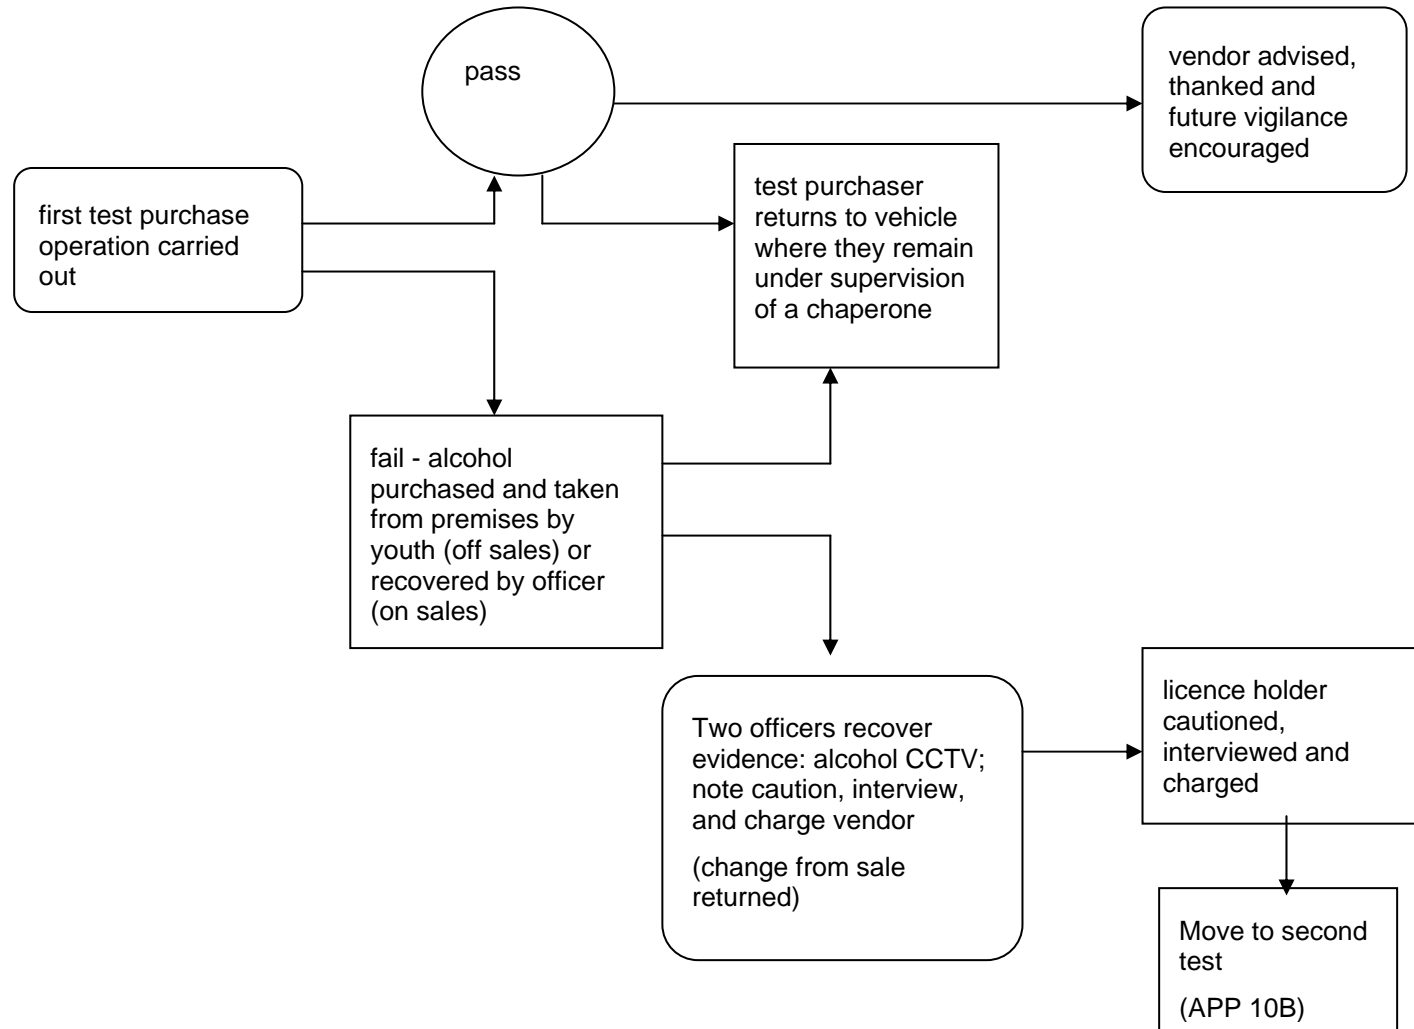 pass
vendor advised,
thanked and
future vigilance
encouraged
first test purchase
operation carried
out
test purchaser
returns to vehicle
where they remain
under supervision
of a chaperone
fail - alcohol
purchased and taken
from premises by
youth (off sales) or
recovered by officer
(on sales)
Two officers recover
evidence: alcohol CCTV;
note caution, interview,
and charge vendor
(change from sale
returned)
licence holder
cautioned,
interviewed and
charged
Move to second
test
(APP 10B)